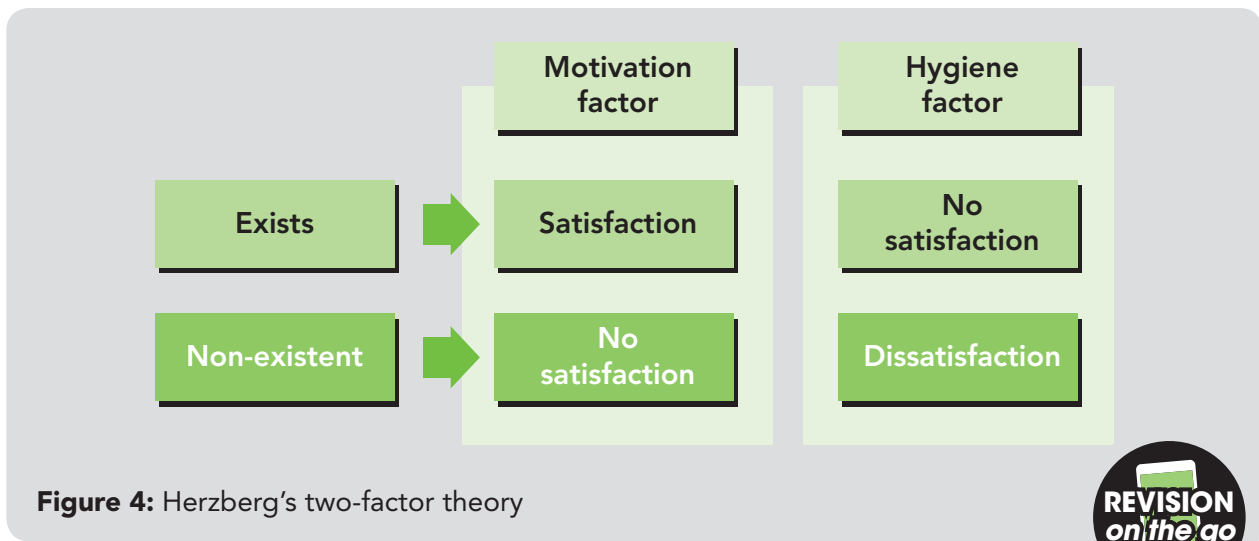 Motivation
factor
Hygiene
factor
Exists
Satisfaction
No
satisfaction
Non-existent
No
satisfaction
Dissatisfaction
Figure 4: Herzberg's two-factor theory
REVISION
on the go